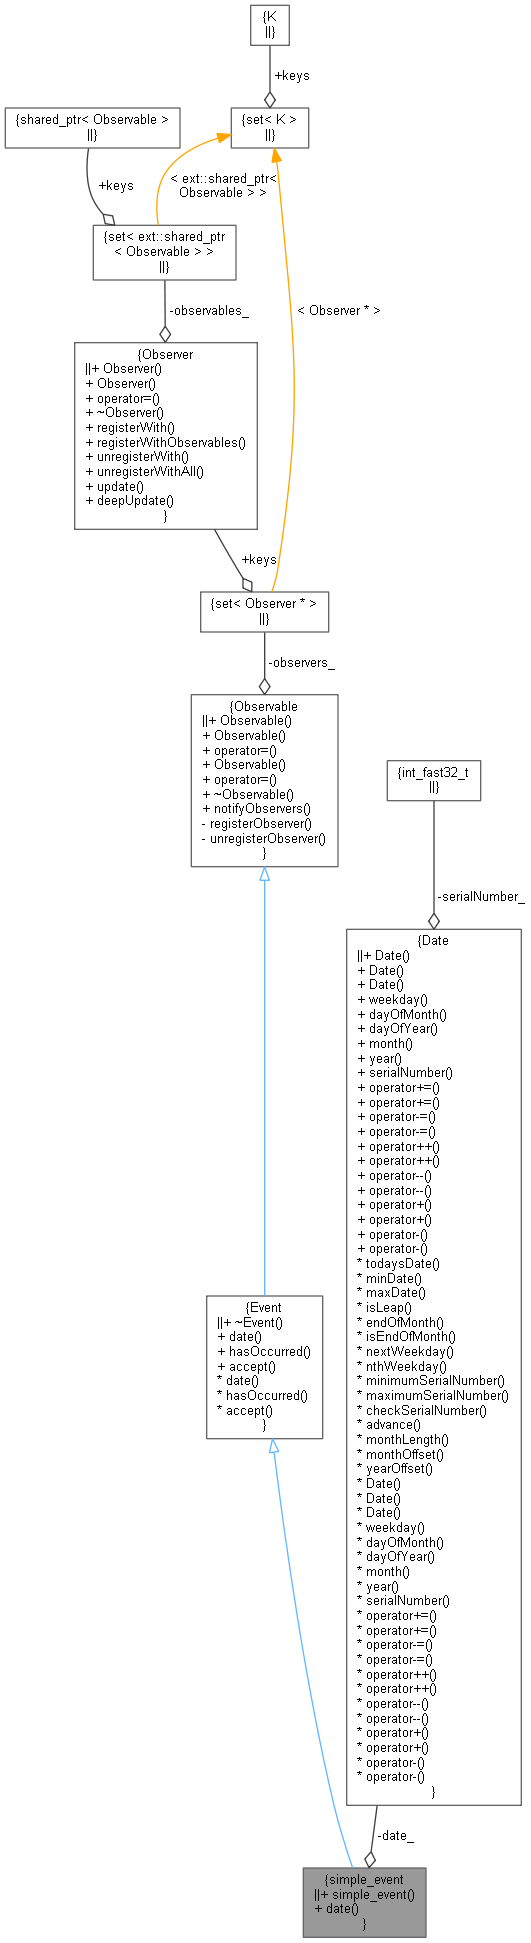 {K
||}
+keys
{shared_ptr< Observable >
||}
{set< K >
||}
+keys
< ext::shared_ptr<
Observable > >
{set< ext::shared_ptr
< Observable > >
||}
-observables_
< Observer * >
{Observer
||+ Observer()
+ Observer()
+ operator=()
+ ~Observer()
+ registerWith()
+ registerWithObservables()
+ unregisterWith()
+ unregisterWithAll()
+ update()
+ deepUpdate()
}
+keys
{set< Observer * >
||}
-observers_
{Observable
||+ Observable()
+ Observable()
+ operator=()
+ Observable()
+ operator=()
+ ~Observable()
+ notifyObservers()
- registerObserver()
- unregisterObserver()
}
{int_fast32_t
||}
-serialNumber_
{Date
||+ Date()
+ Date()
+ Date()
+ weekday()
+ dayOfMonth()
+ dayOfYear()
+ month()
+ year()
+ serialNumber()
+ operator+=()
+ operator+=()
+ operator-=()
+ operator-=()
+ operator++()
+ operator++()
+ operator--()
+ operator--()
+ operator+()
+ operator+()
+ operator-()
+ operator-()
* todaysDate()
* minDate()
* maxDate()
* isLeap()
* endOfMonth()
* isEndOfMonth()
* nextWeekday()
* nthWeekday()
* minimumSerialNumber()
* maximumSerialNumber()
* checkSerialNumber()
* advance()
* monthLength()
* monthOffset()
* yearOffset()
* Date()
* Date()
* Date()
* weekday()
* dayOfMonth()
* dayOfYear()
* month()
* year()
* serialNumber()
* operator+=()
* operator+=()
* operator-=()
* operator-=()
* operator++()
* operator++()
* operator--()
* operator--()
* operator+()
* operator+()
* operator-()
* operator-()
}
{Event
||+ ~Event()
+ date()
+ hasOccurred()
+ accept()
* date()
* hasOccurred()
* accept()
}
-date_
{simple_event
||+ simple_event()
+ date()
}